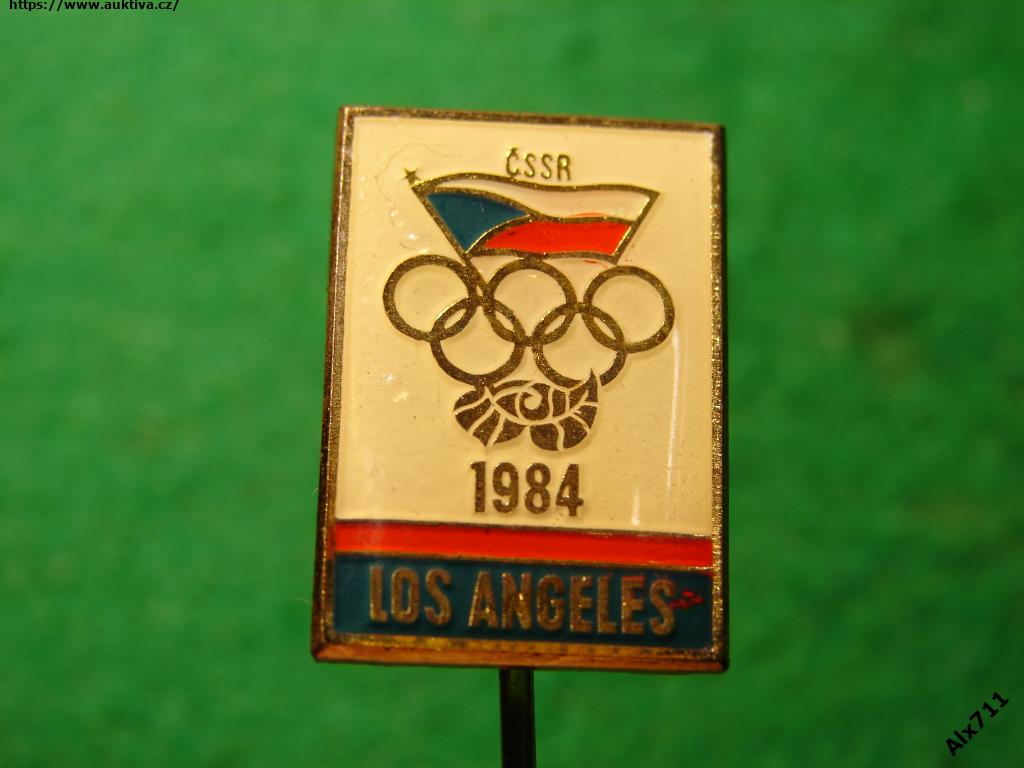 https://www.auktiva.cz/
ČSSR
1984
LOS ANGELES
Alx711